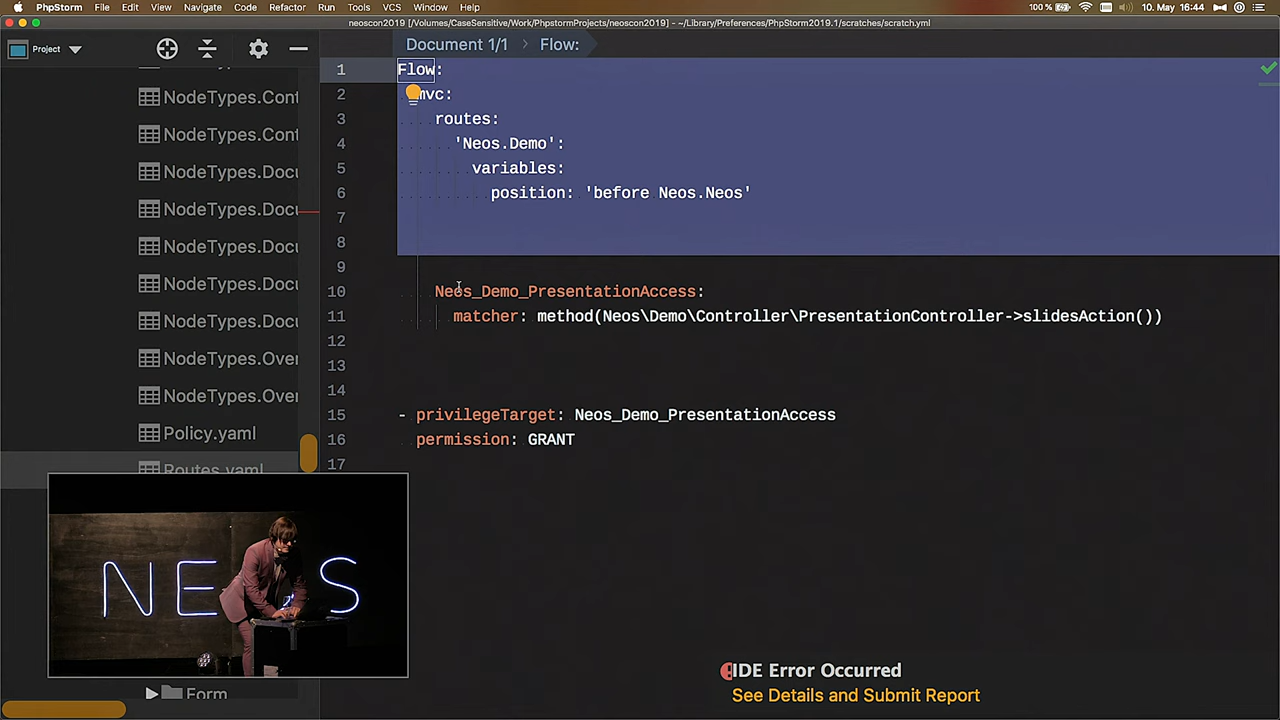 PhpStorm File Edit View Navigate Code Refactor Run Tools VCS Window Help 100 % 10. May 16:44
neoscon2019 [/Volumes/CaseSensitive/Work/PhpstormProjects/neoscon2019] - ~/Library/Preferences/PhpStorm2019.1/scratches/scratch.yml
Project
Document 1/1 > Flow:
NodeTypes.Cont
NodeTypes.Cont
NodeTypes.Docu
NodeTypes.Docu
NodeTypes.Docu
NodeTypes.Docu
NodeTypes.Docu
NodeTypes.Over
NodeTypes.Over
Policy.yaml
Routes.yaml
Form
1 Flow:
2 mvc:
3 routes:
4 'Neos.Demo':
5 variables:
6 position: 'before Neos.Neos'
7
8
9
10 Neos_Demo_PresentationAccess:
11 matcher: method(Neos\Demo\Controller\PresentationController->slidesAction())
12
13
14
15 - privilegeTarget: Neos_Demo_PresentationAccess
16 permission: GRANT
17
NE S
IDE Error Occurred
See Details and Submit Report